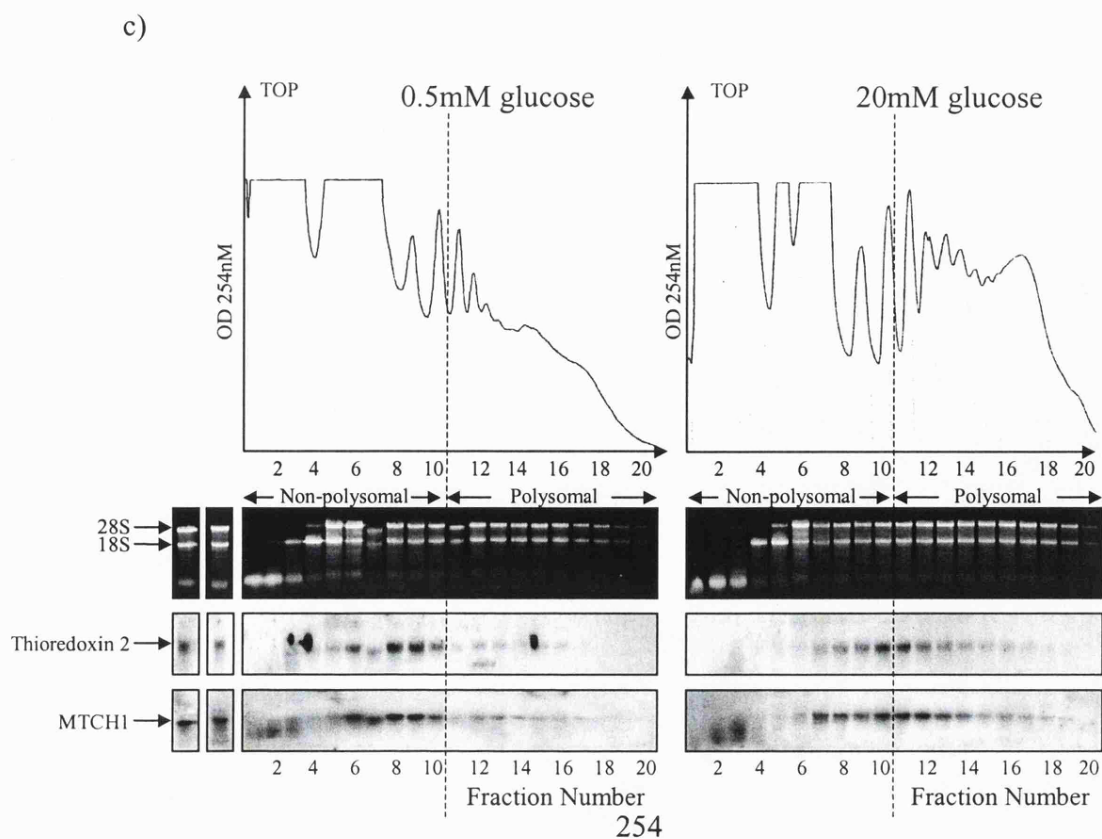 c)
TOP
0.5mM glucose
OD 254nM
2 4 6 8 10 12 14 16 18 20
Non-polysomal
Polysomal
TOP
20mM glucose
OD 254nM
2 4 6 8 10 12 14 16 18 20
Non-polysomal
Polysomal
28S
18S
Thioredoxin 2
MTCH1
2 4 6 8 10 12 14 16 18 20
Fraction Number
2 4 6 8 10 12 14 16 18 20
Fraction Number
254